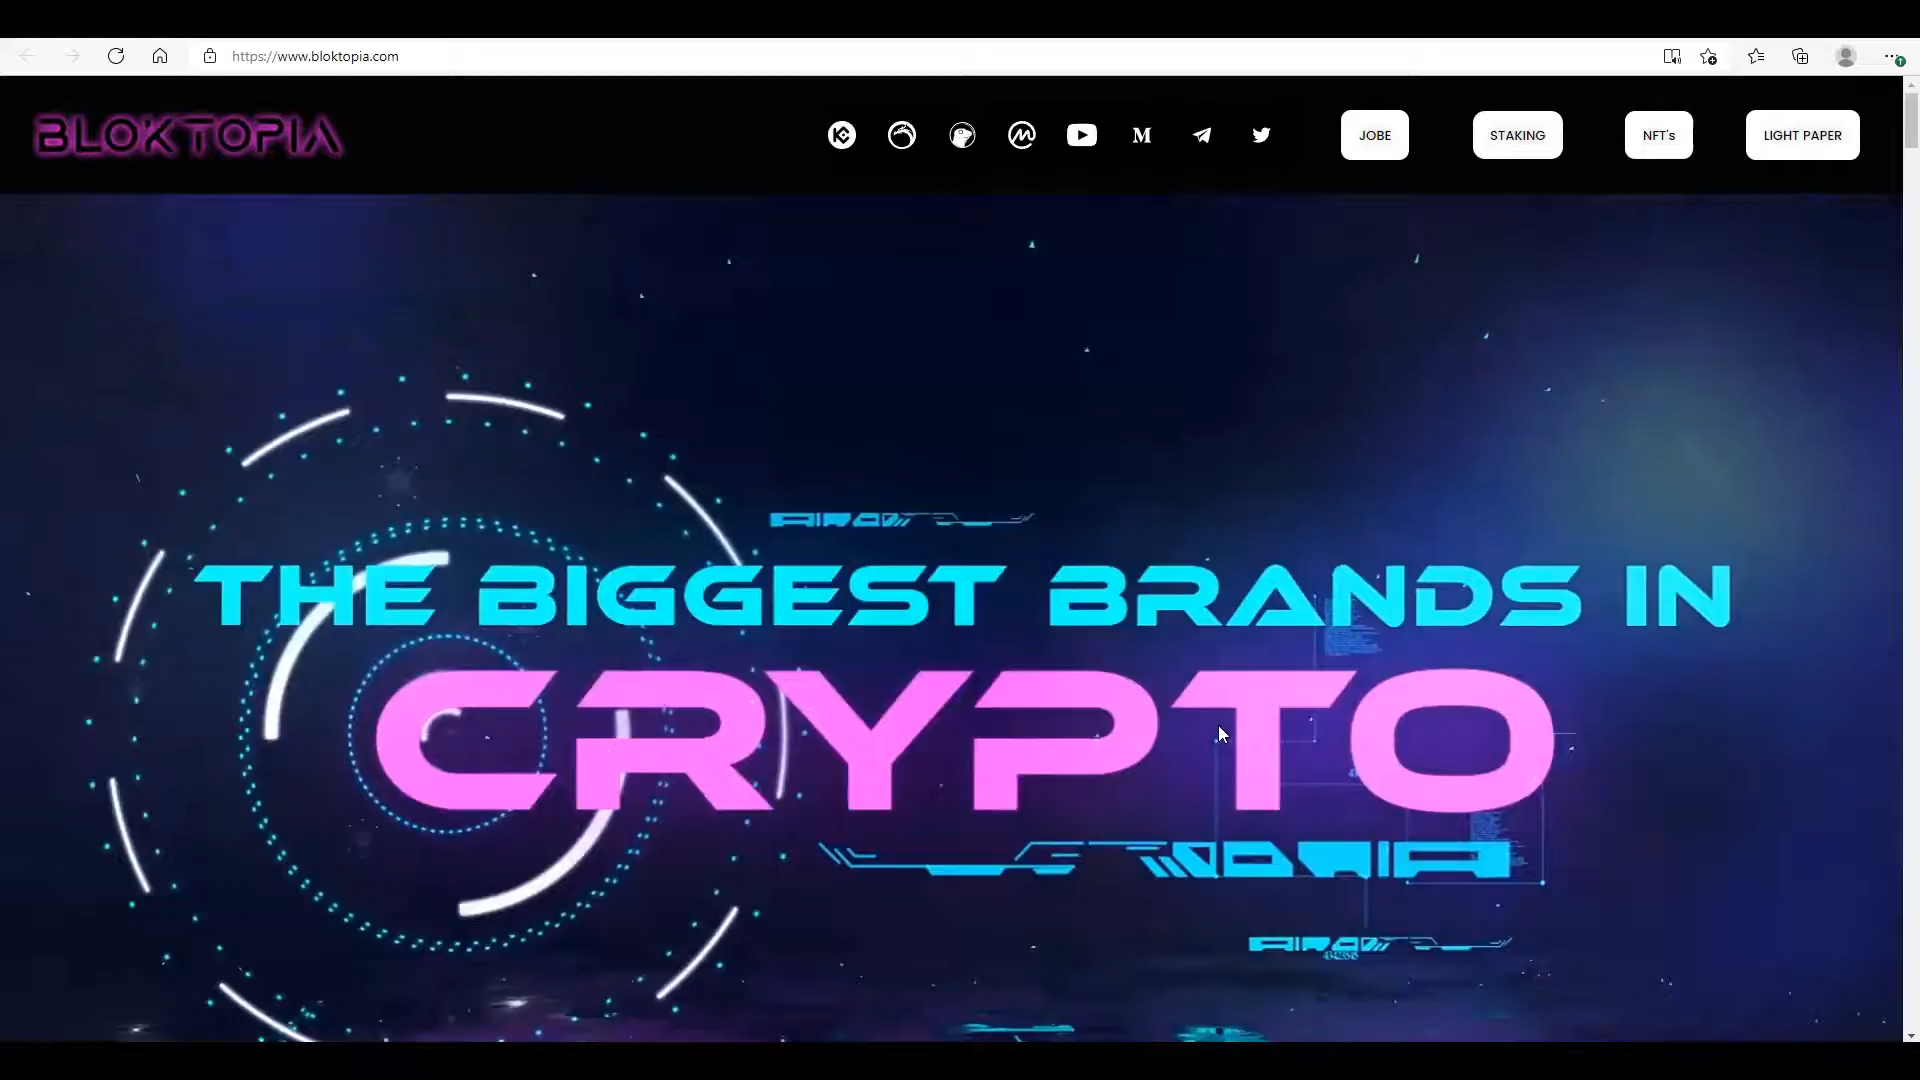 https://www.bloktopia.com
BLOKTOPIA
M
JOBE
STAKING
NFT's
LIGHT PAPER
THE BIGGEST BRANDS IN
CRYPTO